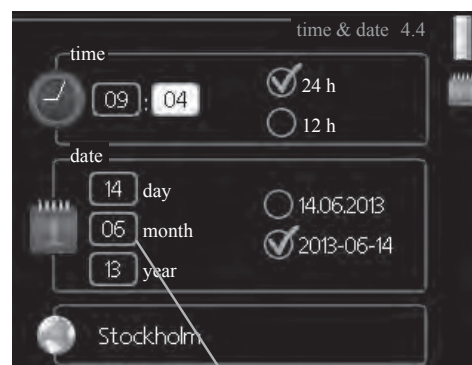 time & date 4.4
time
09 : 04
24 h
12 h
date
14 day
06 month
13 year
14.06.2013
2013-06-14
Stockholm